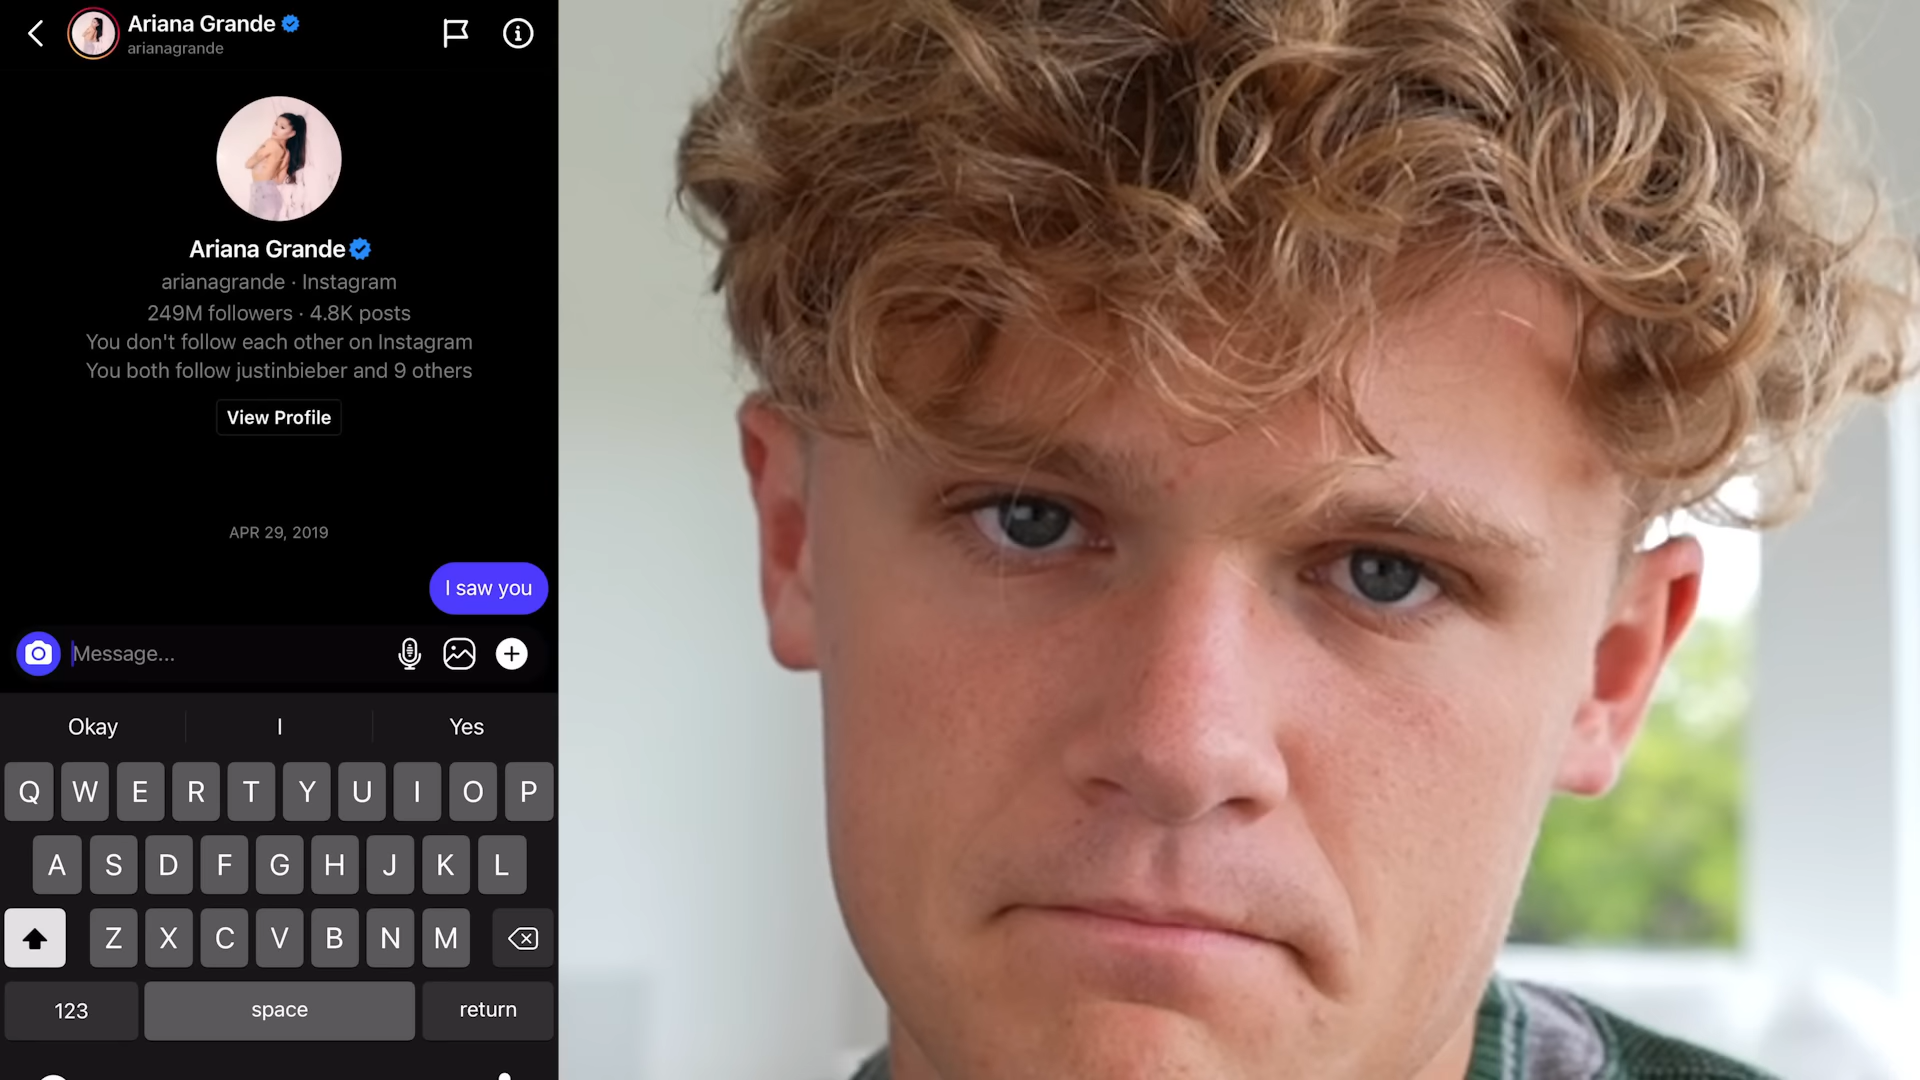 Ariana Grande
arianagrande
Ariana Grande
arianagrande · Instagram
249M followers · 4.8K posts
You don't follow each other on Instagram
You both follow justinbieber and 9 others
View Profile
APR 29, 2019
I saw you
Message...
Okay I Yes
Q W E R T Y U I O P
A S D F G H J K L
Z X C V B N M
123 space return